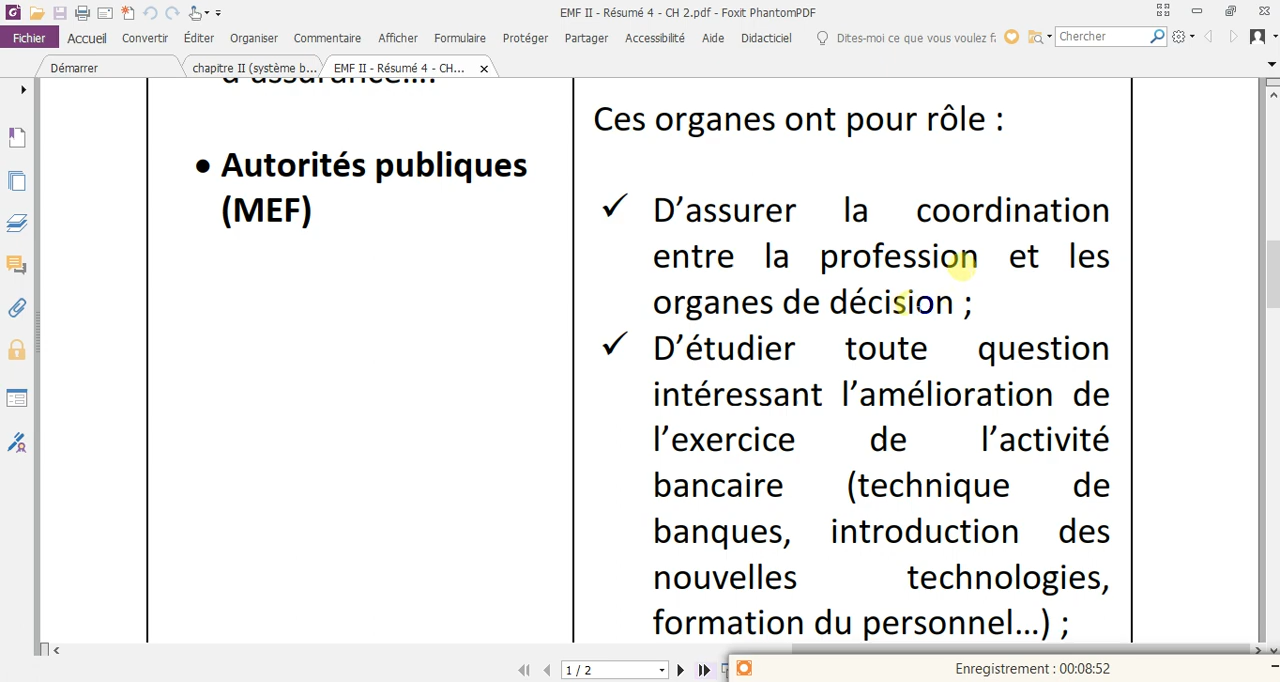 EMF II - Résumé 4 - CH 2.pdf - Foxit PhantomPDF
Fichier Accueil Convertir Éditer Organiser Commentaire Afficher Formulaire Protéger Partager Accessibilité Aide Didacticiel Dites-moi ce que vous voulez f. Chercher
Démarrer chapitre II (système b... EMF II - Résumé 4 - CH...
d'assurance....
• Autorités publiques
(MEF)
Ces organes ont pour rôle :
✓ D’assurer la coordination
entre la profession et les
organes de décision ;
✓ D’étudier toute question
intéressant l’amélioration de
l’exercice de l’activité
bancaire (technique de
banques, introduction des
nouvelles technologies,
formation du personnel...) ;
1 / 2
Enregistrement : 00:08:52